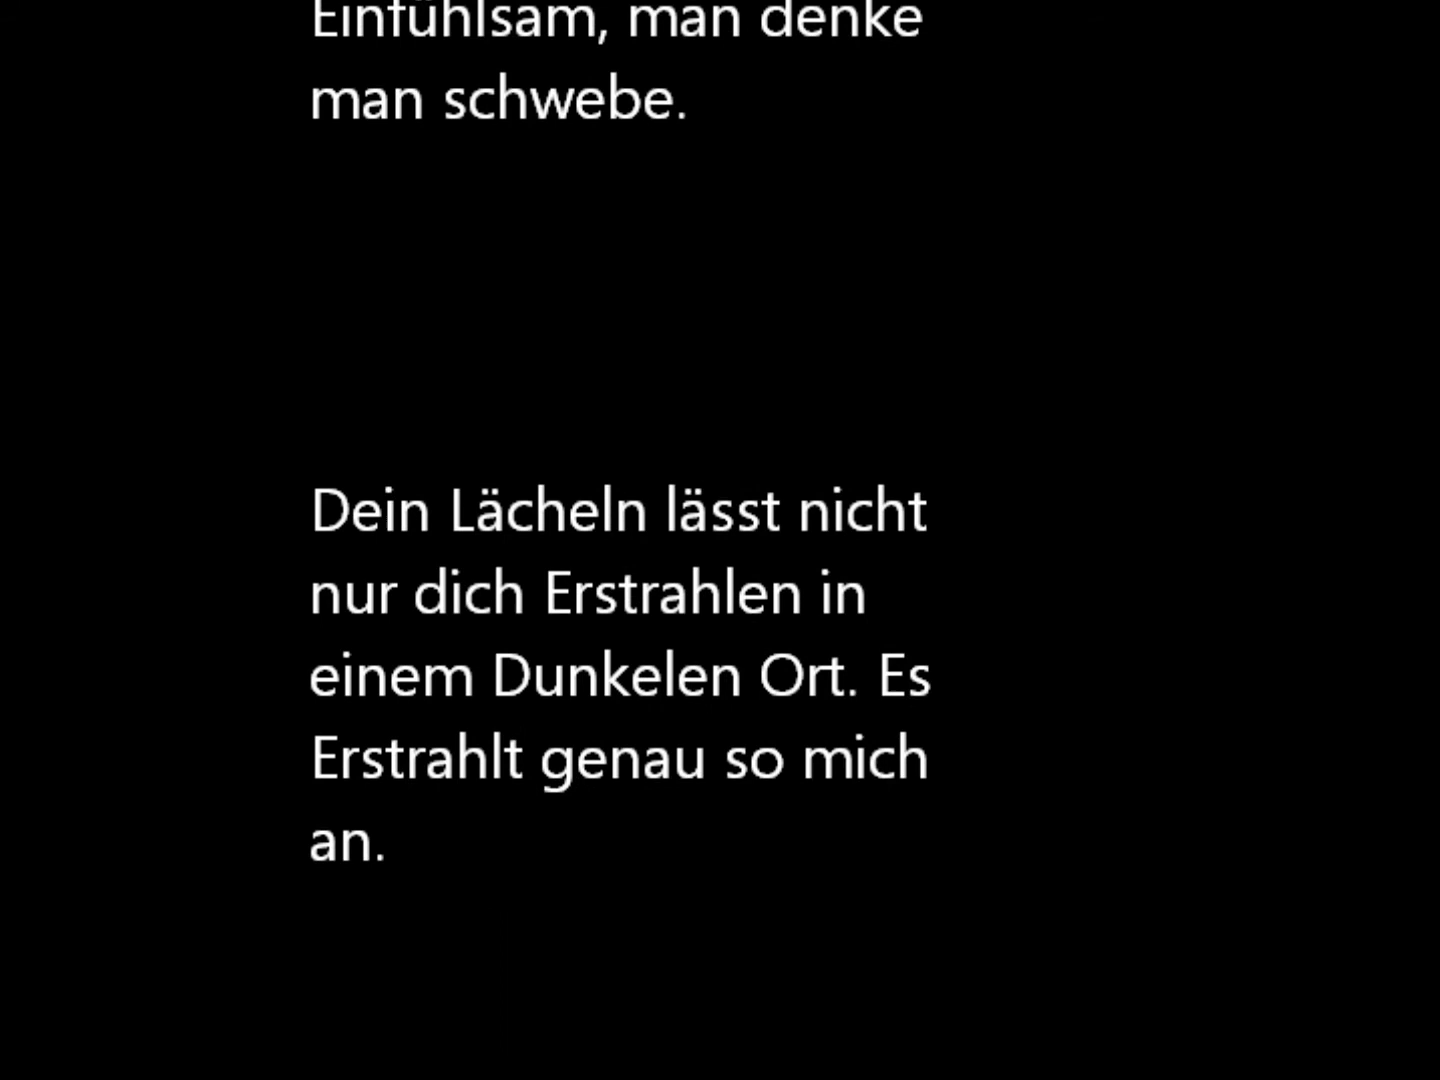 Einfühlsam, man denke
man schwebe.
Dein Lächeln lässt nicht
nur dich Erstrahlen in
einem Dunkelen Ort. Es
Erstrahlt genau so mich
an.